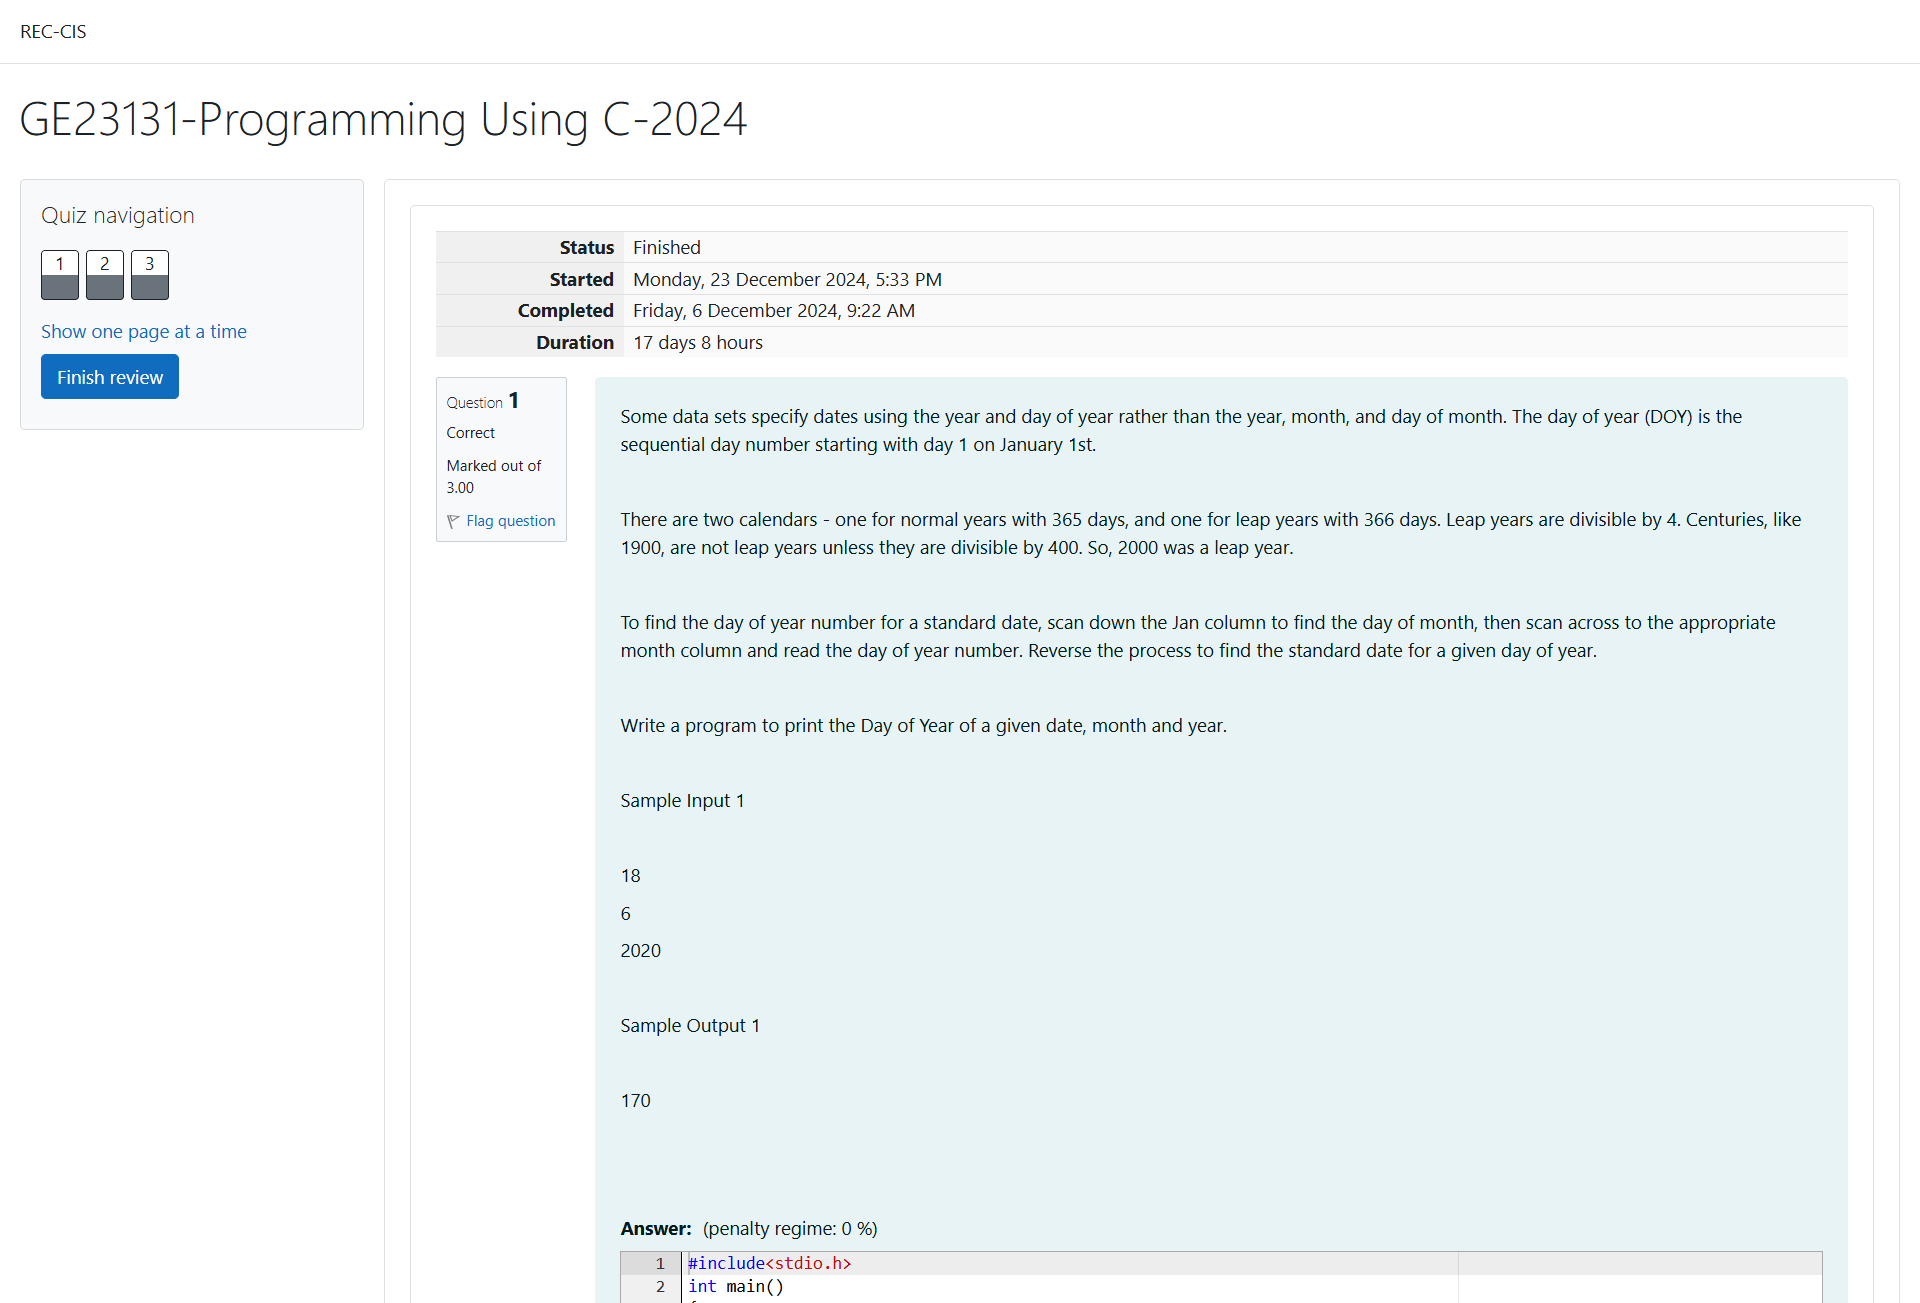 REC-CIS
GE23131-Programming Using C-2024
Quiz navigation
1 2 3
Show one page at a time
Finish review
Status Finished
Started Monday, 23 December 2024, 5:33 PM
Completed Friday, 6 December 2024, 9:22 AM
Duration 17 days 8 hours
Question 1
Correct
Marked out of
3.00
Flag question
Some data sets specify dates using the year and day of year rather than the year, month, and day of month. The day of year (DOY) is the
sequential day number starting with day 1 on January 1st.
There are two calendars - one for normal years with 365 days, and one for leap years with 366 days. Leap years are divisible by 4. Centuries, like
1900, are not leap years unless they are divisible by 400. So, 2000 was a leap year.
To find the day of year number for a standard date, scan down the Jan column to find the day of month, then scan across to the appropriate
month column and read the day of year number. Reverse the process to find the standard date for a given day of year.
Write a program to print the Day of Year of a given date, month and year.
Sample Input 1
18
6
2020
Sample Output 1
170
Answer: (penalty regime: 0 %)
1 #include<stdio.h>
2 int main()